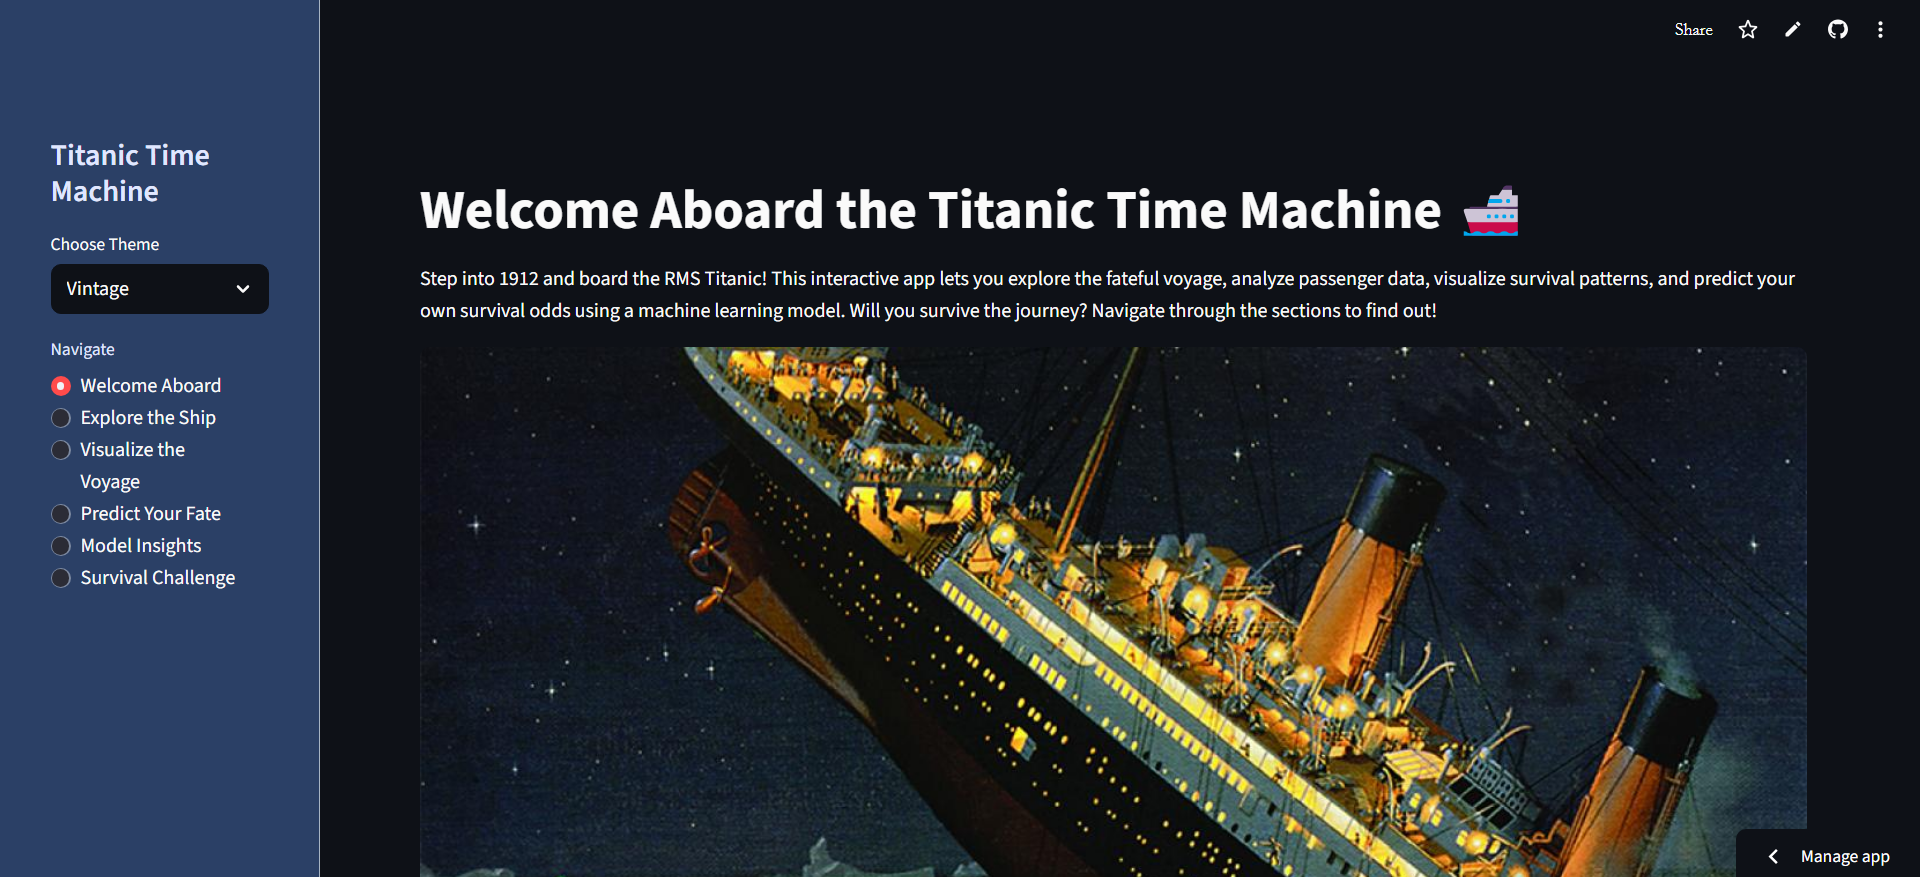 Share
Titanic Time
Machine
Choose Theme
Vintage
Navigate
Welcome Aboard
Explore the Ship
Visualize the
Voyage
Predict Your Fate
Model Insights
Survival Challenge
Welcome Aboard the Titanic Time Machine
Step into 1912 and board the RMS Titanic! This interactive app lets you explore the fateful voyage, analyze passenger data, visualize survival patterns, and predict your
own survival odds using a machine learning model. Will you survive the journey? Navigate through the sections to find out!
Manage app